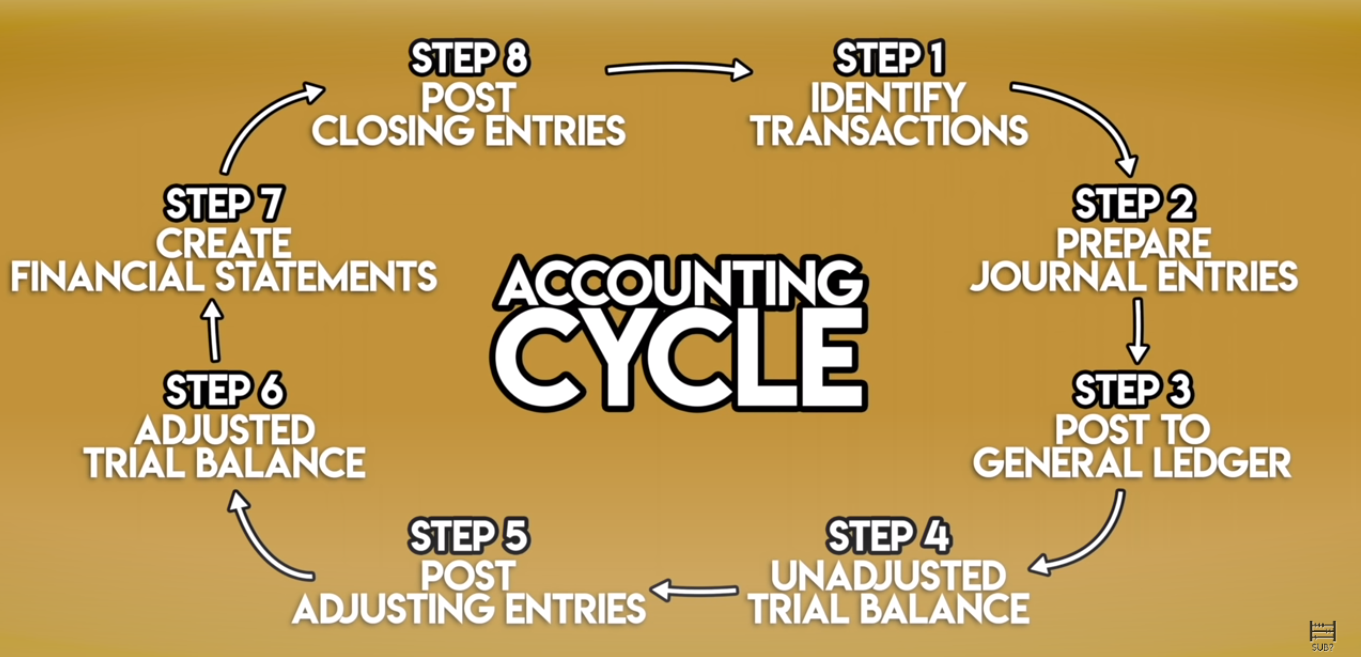 ACCOUNTING
CYCLE
STEP 1
IDENTIFY
TRANSACTIONS
STEP 2
PREPARE
JOURNAL ENTRIES
STEP 3
POST TO
GENERAL LEDGER
STEP 4
UNADJUSTED
TRIAL BALANCE
STEP 5
POST
ADJUSTING ENTRIES
STEP 6
ADJUSTED
TRIAL BALANCE
STEP 7
CREATE
FINANCIAL STATEMENTS
STEP 8
POST
CLOSING ENTRIES
SUB?